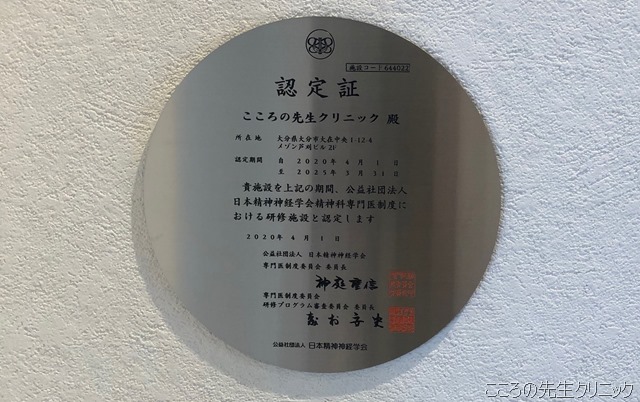 施設コード644022
認定証
こころの先生クリニック 殿
所在地 大分県大分市大在中央1-12-4
メゾン芦刈ビル2F
認定期間 自 2020年4月1日
至 2025年3月31日
貴施設を上記の期間、公益社団法人
日本精神神経学会精神科専門医制度に
おける研修施設と認定します
2020年4月1日
公益社団法人 日本精神神経学会
専門医制度委員会 委員長
神庭重信
専門医制度委員会
研修プログラム審査委員会 委員長
公益社団法人 日本精神神経学会
こころの先生クリニック